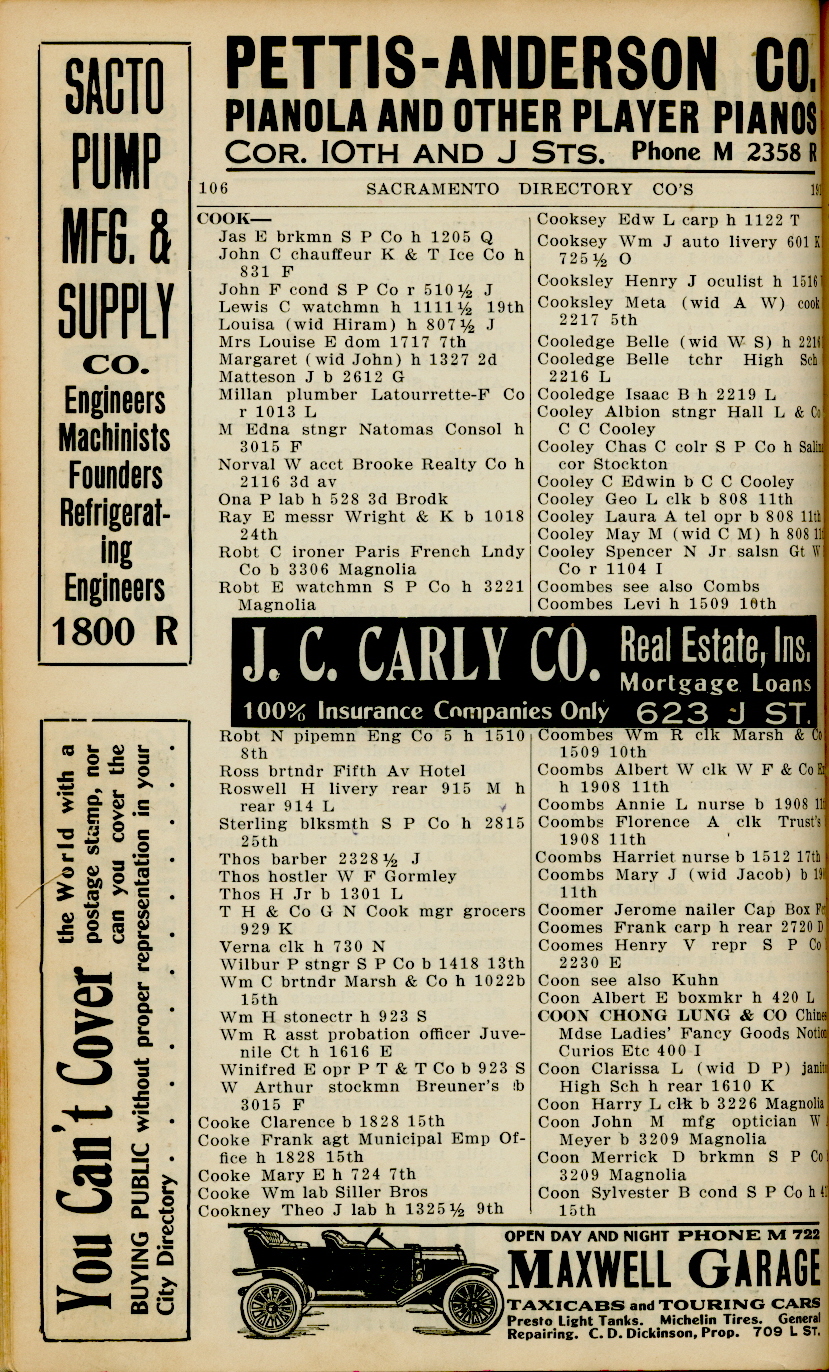 PETTIS-ANDERSON CO.
PIANOLA AND OTHER PLAYER PIANOS
COR. 10TH AND J STS. Phone M 2358 R
SACTO
PUMP
MFG. &
SUPPLY
CO.
Engineers
Machinists
Founders
Refrigerat-
ing
Engineers
1800 R
106 SACRAMENTO DIRECTORY CO'S
COOK—
Jas E brkmn S P Co h 1205 Q
John C chauffeur K & T Ice Co h
831 F
John F cond S P Co r 510½ J
Lewis C watchmn h 1111½ 19th
Louisa (wid Hiram) h 807½ J
Mrs Louise E dom 1717 7th
Margaret (wid John) h 1327 2d
Matteson J b 2612 G
Millan plumber Latourrette-F Co
r 1013 L
M Edna stngr Natomas Consol h
3015 F
Norval W acct Brooke Realty Co h
2116 3d av
Ona P lab h 528 3d Brodk
Ray E messr Wright & K b 1018
24th
Robt C ironer Paris French Lndy
Co b 3306 Magnolia
Robt E watchmn S P Co h 3221
Magnolia
Cooksey Edw L carp h 1122 T
Cooksey Wm J auto livery 601 K
725½ O
Cooksley Henry J oculist h 1516
Cooksley Meta (wid A W) cook
2217 5th
Cooledge Belle (wid W S) h 2216
Cooledge Belle tchr High Sch
2216 L
Cooledge Isaac B h 2219 L
Cooley Albion stngr Hall L & Co
C C Cooley
Cooley Chas C colr S P Co h Salin
cor Stockton
Cooley C Edwin b C C Cooley
Cooley Geo L clk b 808 11th
Cooley Laura A tel opr b 808 11th
Cooley May M (wid C M) h 808 11t
Cooley Spencer N Jr salsn Gt W
Co r 1104 I
Coombes see also Combs
Coombes Levi h 1509 10th
J. C. CARLY CO. Real Estate, Ins.
Mortgage Loans
100% Insurance Companies Only 623 J ST.
Robt N pipemn Eng Co 5 h 1510
8th
Ross brtndr Fifth Av Hotel
Roswell H livery rear 915 M h
rear 914 L
Sterling blksmth S P Co h 2815
25th
Thos barber 2328½ J
Thos hostler W F Gormley
Thos H Jr b 1301 L
T H & Co G N Cook mgr grocers
929 K
Verna clk h 730 N
Wilbur P stngr S P Co b 1418 13th
Wm C brtndr Marsh & Co h 1022b
15th
Wm H stonectr h 923 S
Wm R asst probation officer Juve-
nile Ct h 1616 E
Winifred E opr P T & T Co b 923 S
W Arthur stockmn Breuner's b
3015 F
Cooke Clarence b 1828 15th
Cooke Frank agt Municipal Emp Of-
fice h 1828 15th
Cooke Mary E h 724 7th
Cooke Wm lab Siller Bros
Cookney Theo J lab h 1325½ 9th
Coombes Wm R clk Marsh & Co
1509 10th
Coombs Albert W clk W F & Co Ex
h 1908 11th
Coombs Annie L nurse b 1908 11t
Coombs Florence A clk Trust's
1908 11th
Coombs Harriet nurse b 1512 17th
Coombs Mary J (wid Jacob) b 19
11th
Coomer Jerome nailer Cap Box Fc
Coomes Frank carp h rear 2720 D
Coomes Henry V repr S P Co
2230 E
Coon see also Kuhn
Coon Albert E boxmkr h 420 L
COON CHONG LUNG & CO Chines
Mdse Ladies' Fancy Goods Notion
Curios Etc 400 I
Coon Clarissa L (wid D P) janit
High Sch h rear 1610 K
Coon Harry L clk b 3226 Magnolia
Coon John M mfg optician W
Meyer b 3209 Magnolia
Coon Merrick D brkmn S P Co
3209 Magnolia
Coon Sylvester B cond S P Co h
15th
You Can't Cover the World with a
postage stamp, nor
can you cover the
BUYING PUBLIC without proper representation in your
City Directory . . . . . . . . . .
OPEN DAY AND NIGHT PHONE M 722
MAXWELL GARAGE
TAXICABS and TOURING CARS
Presto Light Tanks. Michelin Tires. General
Repairing. C. D. Dickinson, Prop. 709 L ST.